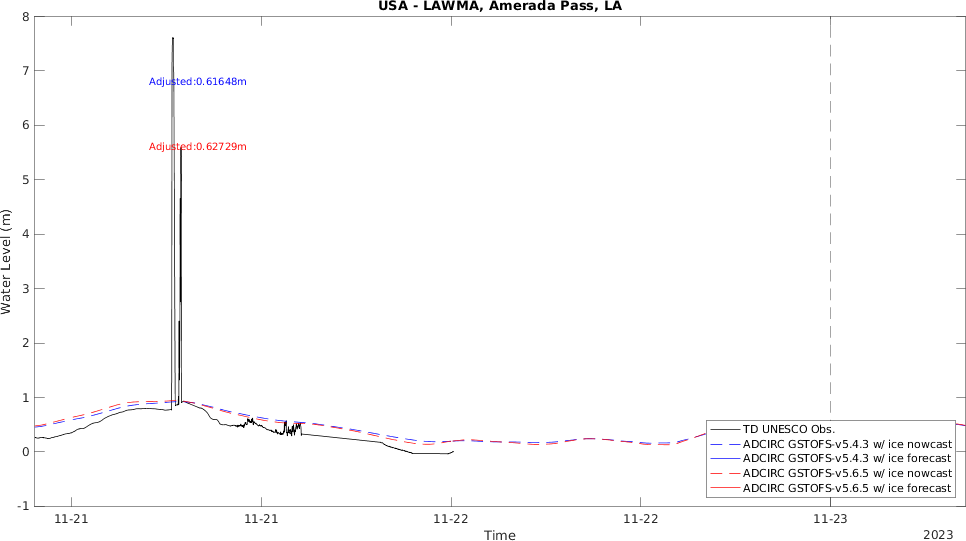 USA - LAWMA, Amerada Pass, LA
8
7
6
5
4
3
2
1
0
-1
Water Level (m)
Adjusted:0.61648m
Adjusted:0.62729m
TD UNESCO Obs.
ADCIRC GSTOFS-v5.4.3 w/ ice nowcast
ADCIRC GSTOFS-v5.4.3 w/ ice forecast
ADCIRC GSTOFS-v5.6.5 w/ ice nowcast
ADCIRC GSTOFS-v5.6.5 w/ ice forecast
11-21 11-21 11-22 11-22 11-23
Time
2023